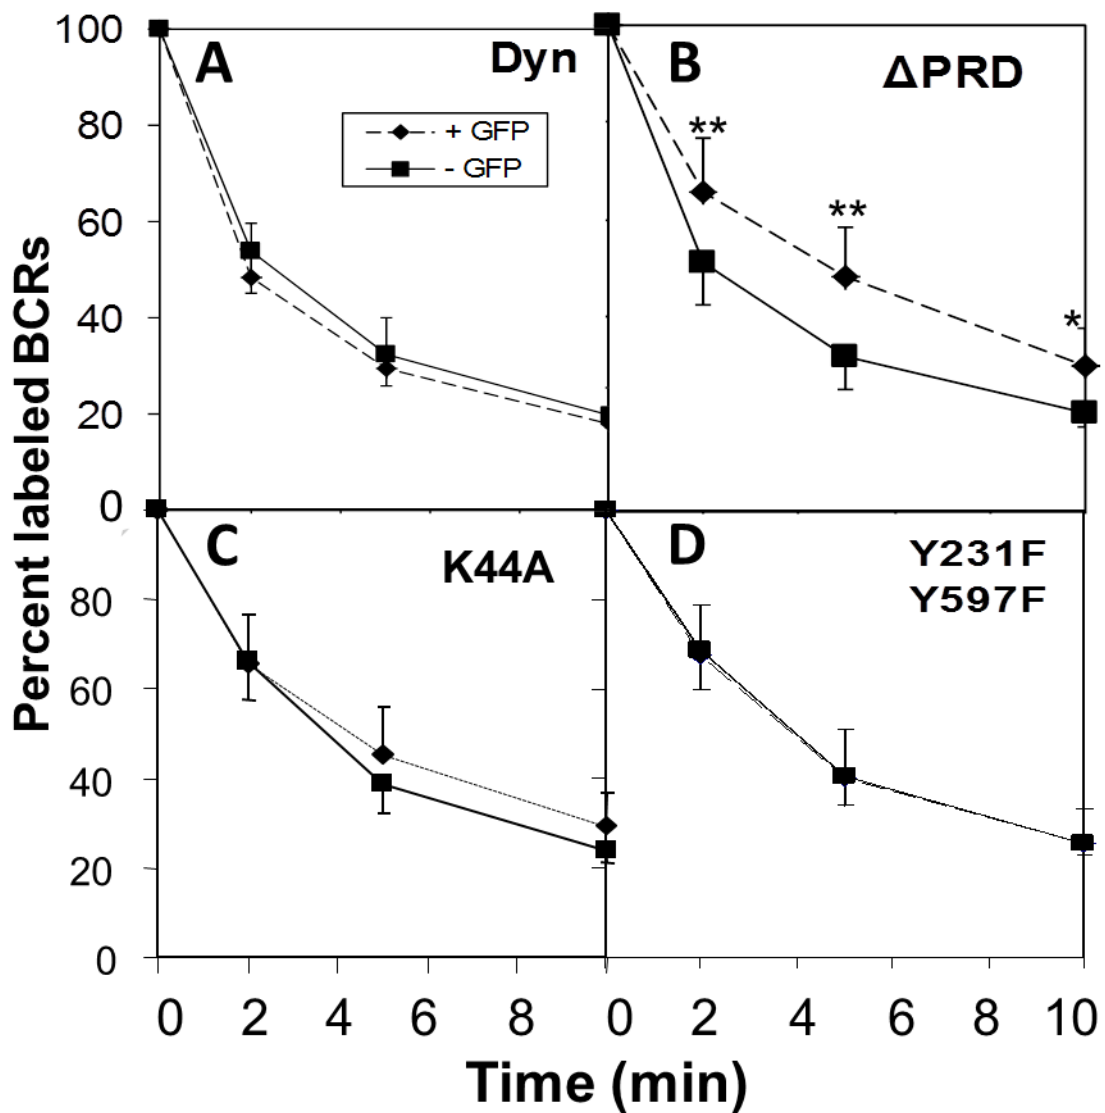 Percent labeled BCRs
100
80
60
40
20
0
A
Dyn
+ GFP
- GFP
B
ΔPRD
**
**
*
80
60
40
20
0
C
K44A
D
Y231F
Y597F
0 2 4 6 8 0 2 4 6 8 10
Time (min)